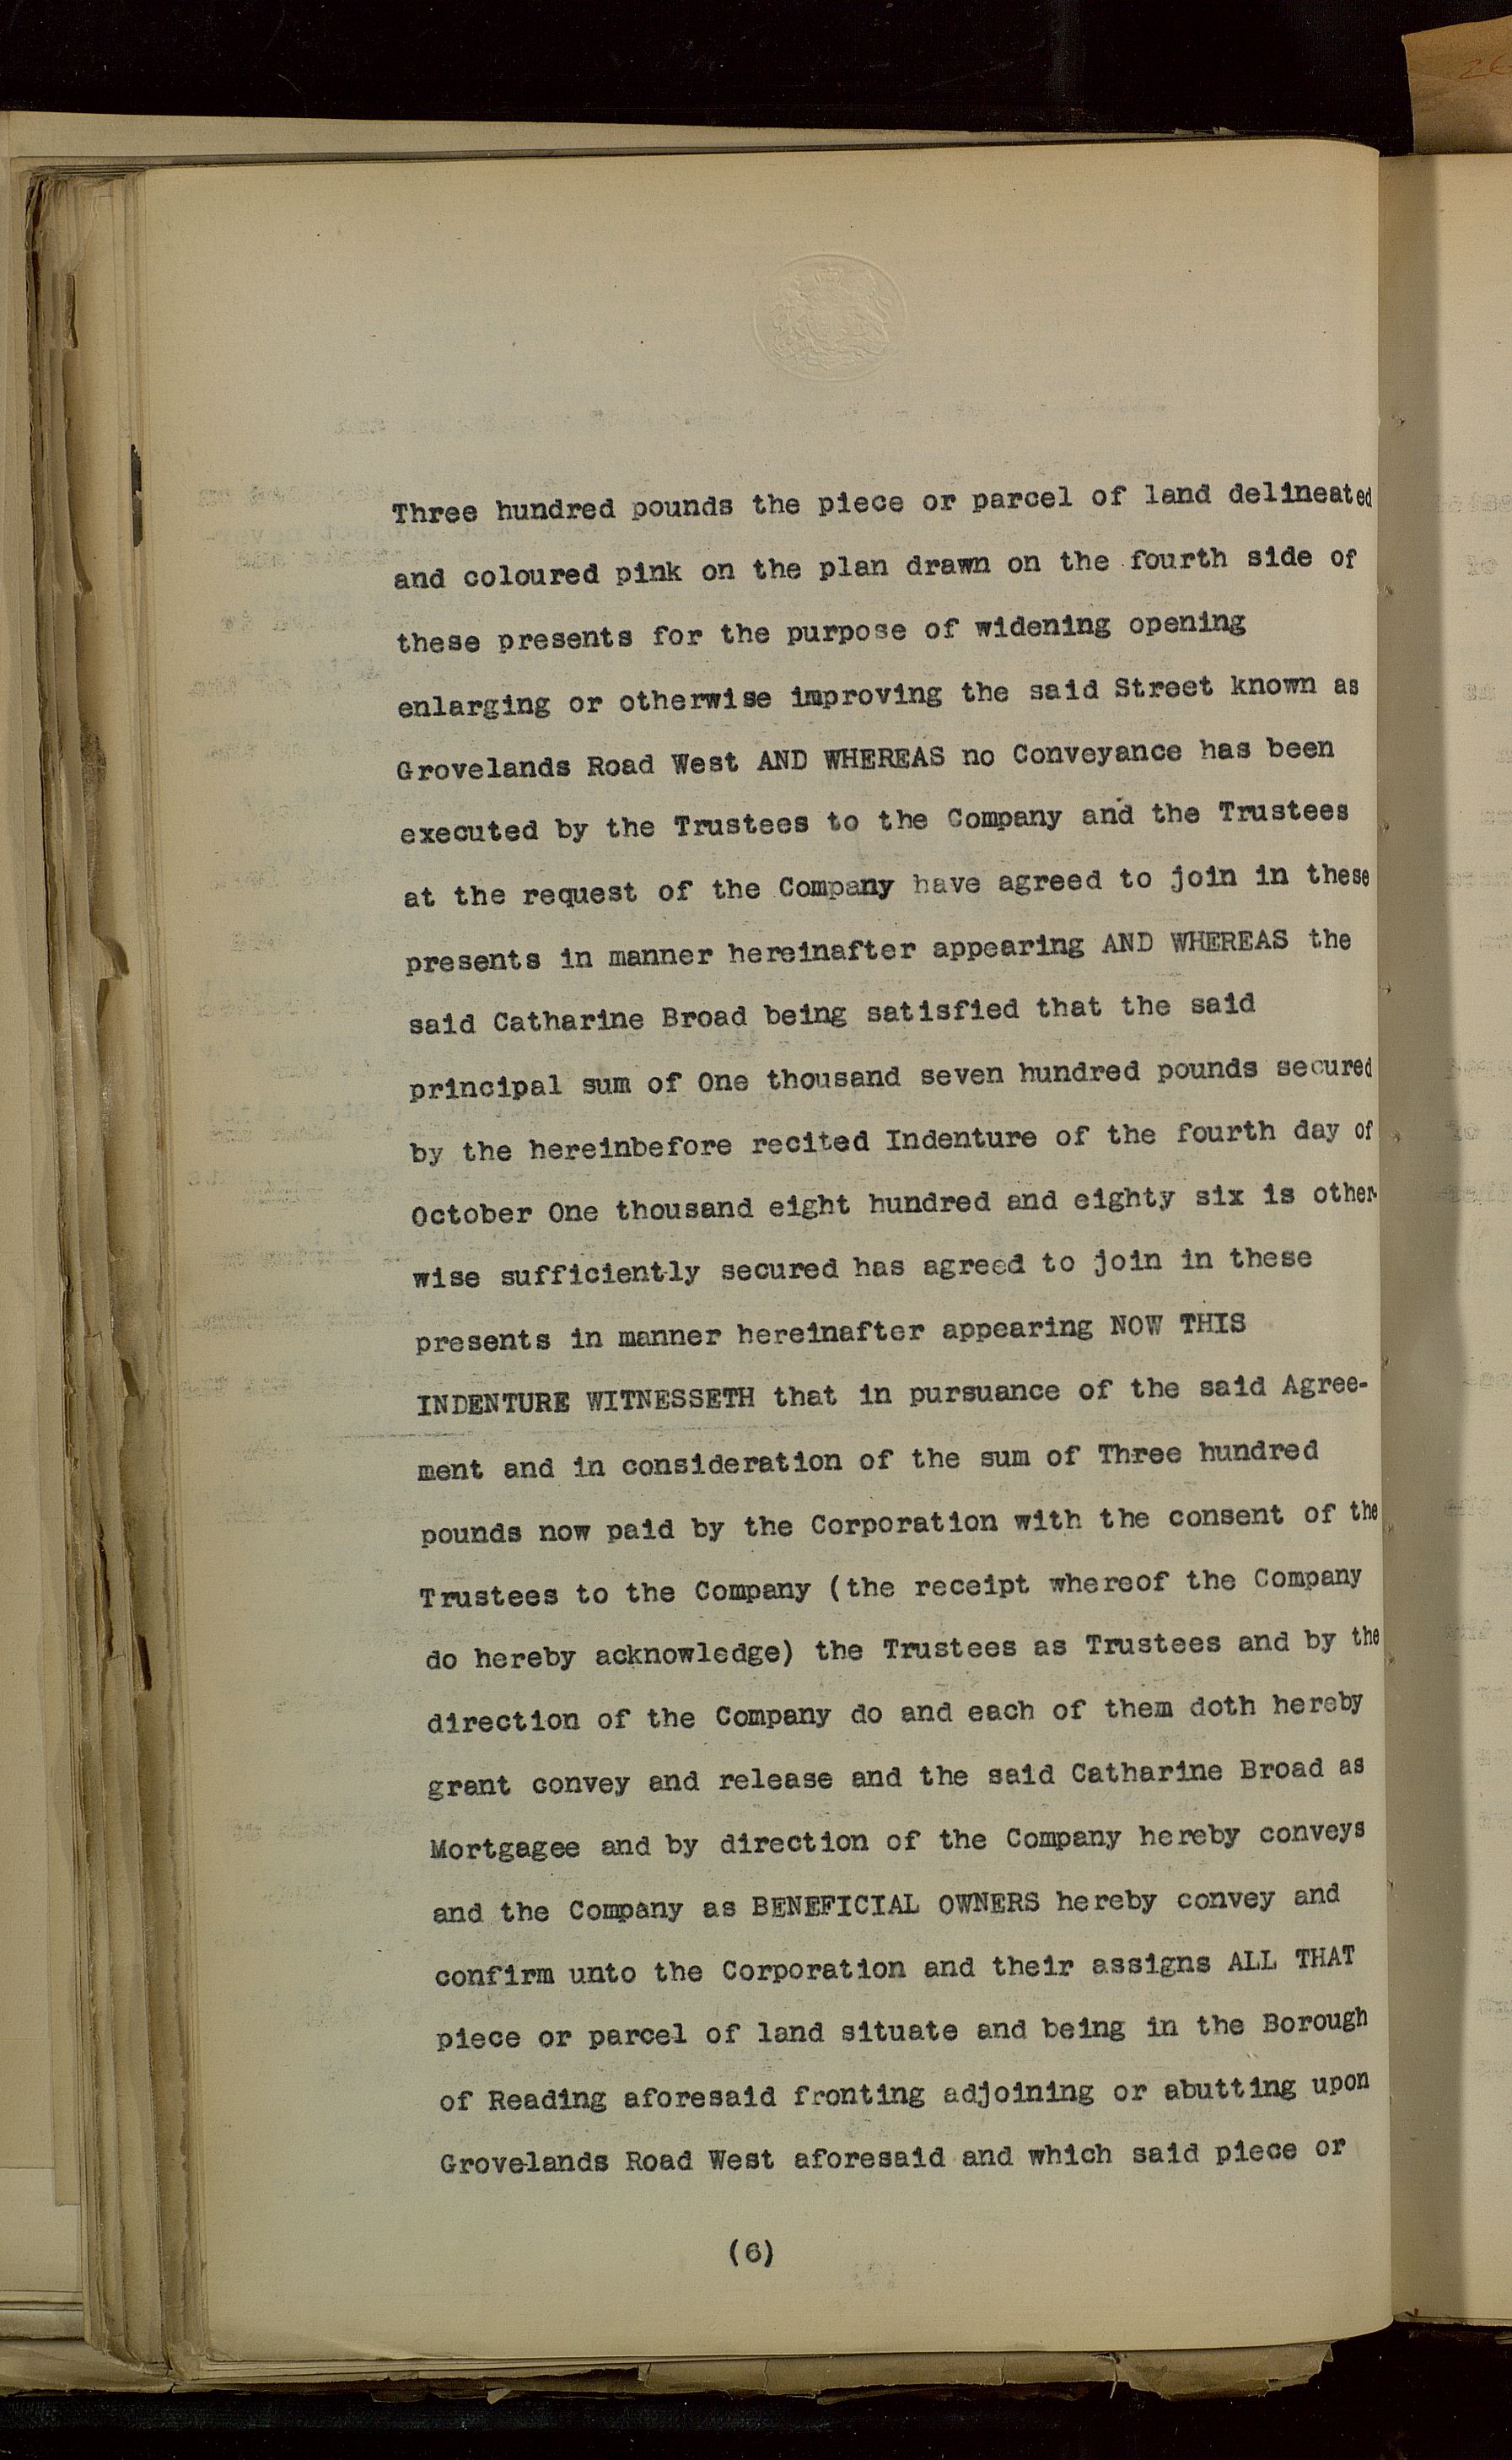 Three hundred pounds the piece or parcel of land delineated
and coloured pink on the plan drawn on the fourth side of
these presents for the purpose of widening opening
enlarging or otherwise improving the said Street known as
Grovelands Road West AND WHEREAS no Conveyance has been
executed by the Trustees to the Company and the Trustees
at the request of the Company have agreed to join in these
presents in manner hereinafter appearing AND WHEREAS the
said Catharine Broad being satisfied that the said
principal sum of One thousand seven hundred pounds secured
by the hereinbefore recited Indenture of the fourth day of
October One thousand eight hundred and eighty six is other-
wise sufficiently secured has agreed to join in these
presents in manner hereinafter appearing NOW THIS
INDENTURE WITNESSETH that in pursuance of the said Agree-
ment and in consideration of the sum of Three hundred
pounds now paid by the Corporation with the consent of the
Trustees to the Company (the receipt whereof the Company
do hereby acknowledge) the Trustees as Trustees and by the
direction of the Company do and each of them doth hereby
grant convey and release and the said Catharine Broad as
Mortgagee and by direction of the Company hereby conveys
and the Company as BENEFICIAL OWNERS hereby convey and
confirm unto the Corporation and their assigns ALL THAT
piece or parcel of land situate and being in the Borough
of Reading aforesaid fronting adjoining or abutting upon
Grovelands Road West aforesaid and which said piece or
(6)